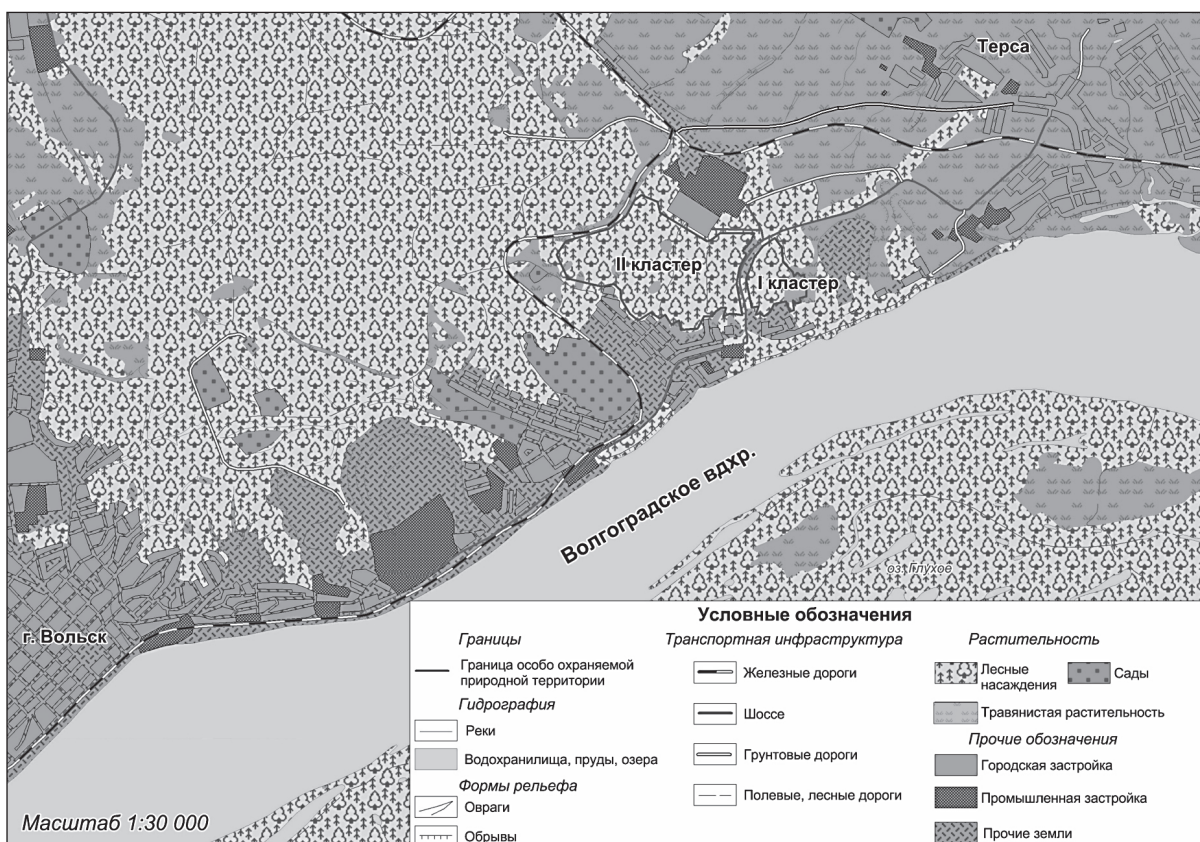 Терса
II кластер
I кластер
Волгоградское вдхр.
оз. Глухое
г. Вольск
Масштаб 1:30 000
Условные обозначения
Границы
Граница особо охраняемой
природной территории
Гидрография
Реки
Водохранилища, пруды, озера
Формы рельефа
Овраги
Обрывы
Транспортная инфраструктура
Железные дороги
Шоссе
Грунтовые дороги
Полевые, лесные дороги
Растительность
Лесные
насаждения
Сады
Травянистая растительность
Прочие обозначения
Городская застройка
Промышленная застройка
Прочие земли